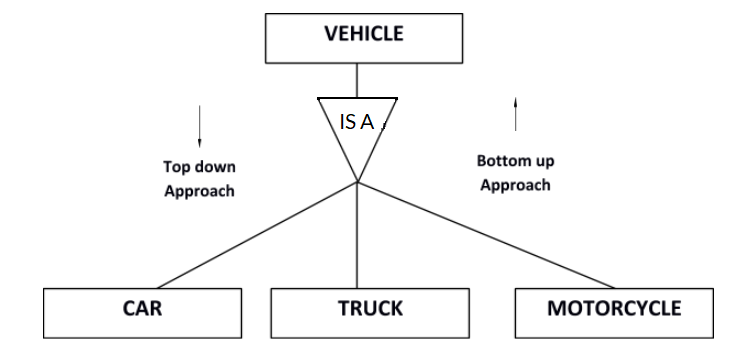 VEHICLE
IS A ,
Top down
Approach
Bottom up
Approach
CAR
TRUCK
MOTORCYCLE